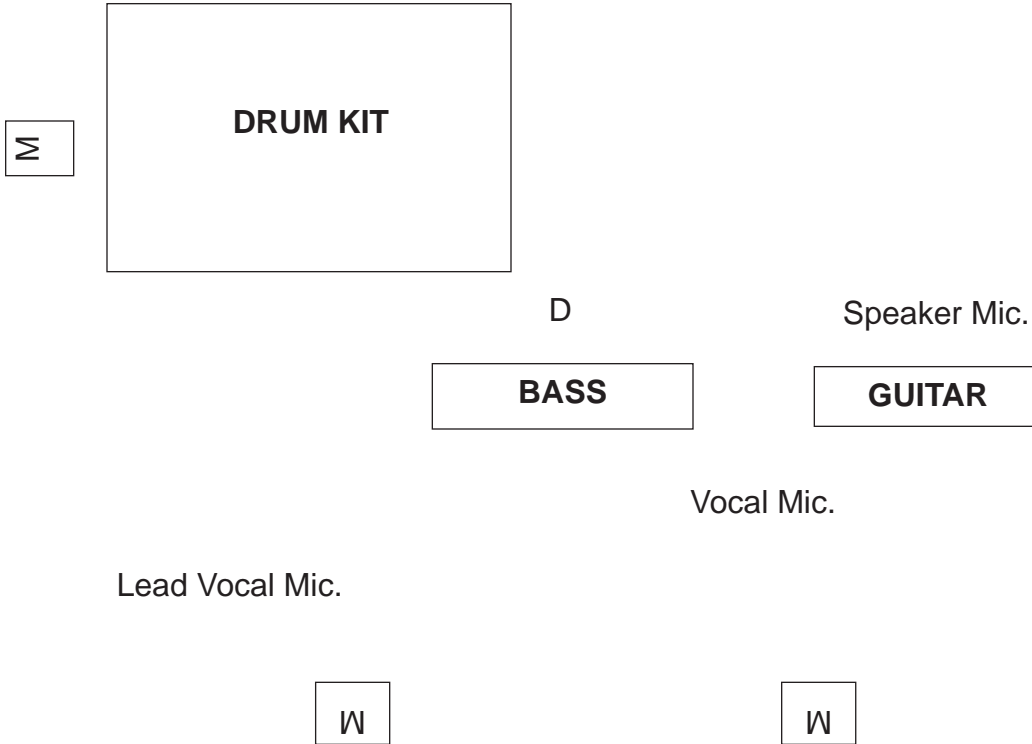 DRUM KIT
M
D
Speaker Mic.
BASS
GUITAR
Vocal Mic.
Lead Vocal Mic.
M
M